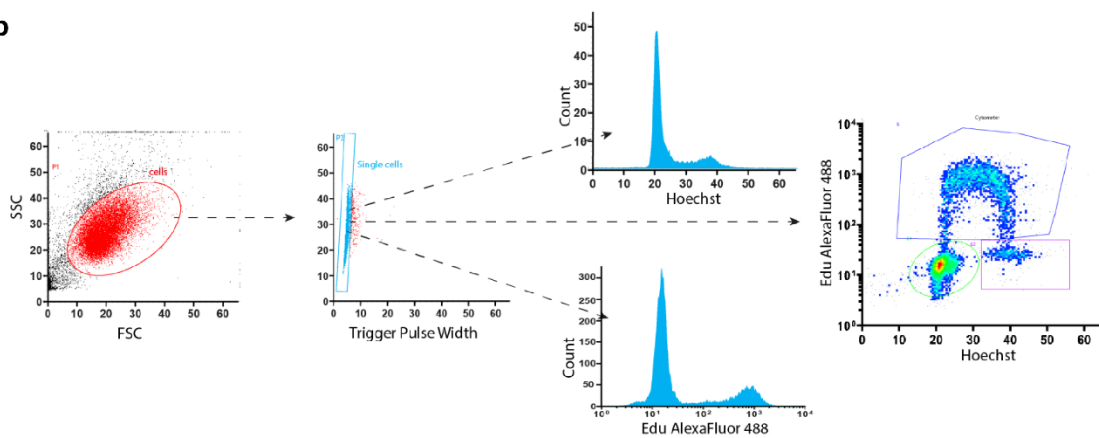 b
SSC
60
50
40
30
20
10
0
P1
cells
0 10 20 30 40 50 60
FSC
60
50
40
30
20
10
0
Single cells
0 10 20 30 40 50 60
Trigger Pulse Width
Count
50
40
30
20
10
0
0 10 20 30 40 50 60
Hoechst
Count
300
250
200
150
100
50
0
10⁰ 10¹ 10² 10³ 10⁴
Edu AlexaFluor 488
Cytometer
Edu AlexaFluor 488
10⁴
10³
10²
10¹
10⁰
0 10 20 30 40 50 60
Hoechst